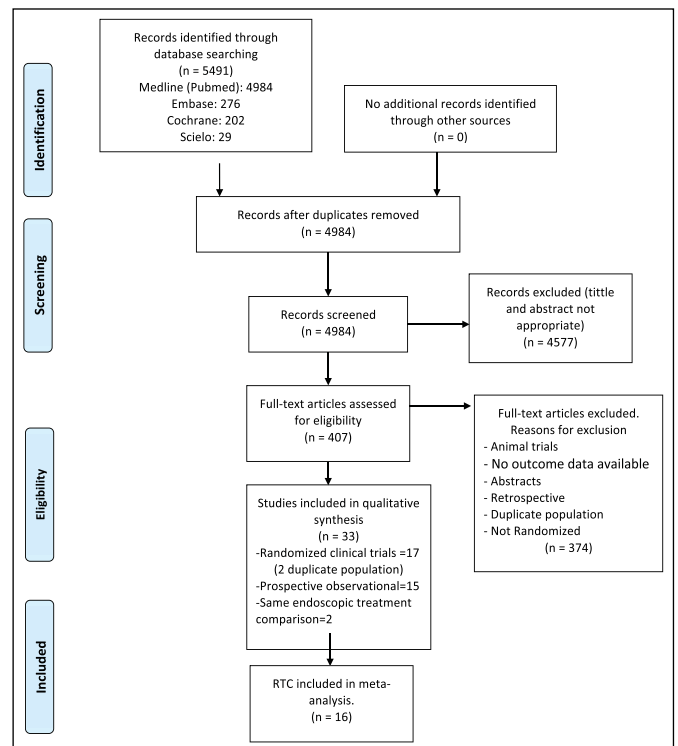 Identification
Records identified through
database searching
(n = 5491)
Medline (Pubmed): 4984
Embase: 276
Cochrane: 202
Scielo: 29
No additional records identified
through other sources
(n = 0)
Records after duplicates removed
(n = 4984)
Screening
Records screened
(n = 4984)
Records excluded (tittle
and abstract not
appropriate)
(n = 4577)
Eligibility
Full-text articles assessed
for eligibility
(n = 407)
Full-text articles excluded.
Reasons for exclusion
- Animal trials
- No outcome data available
- Abstracts
- Retrospective
- Duplicate population
- Not Randomized
(n = 374)
Studies included in qualitative
synthesis
(n = 33)
-Randomized clinical trials =17
(2 duplicate population)
-Prospective observational=15
-Same endoscopic treatment
comparison=2
Included
RTC included in meta-
analysis.
(n = 16)